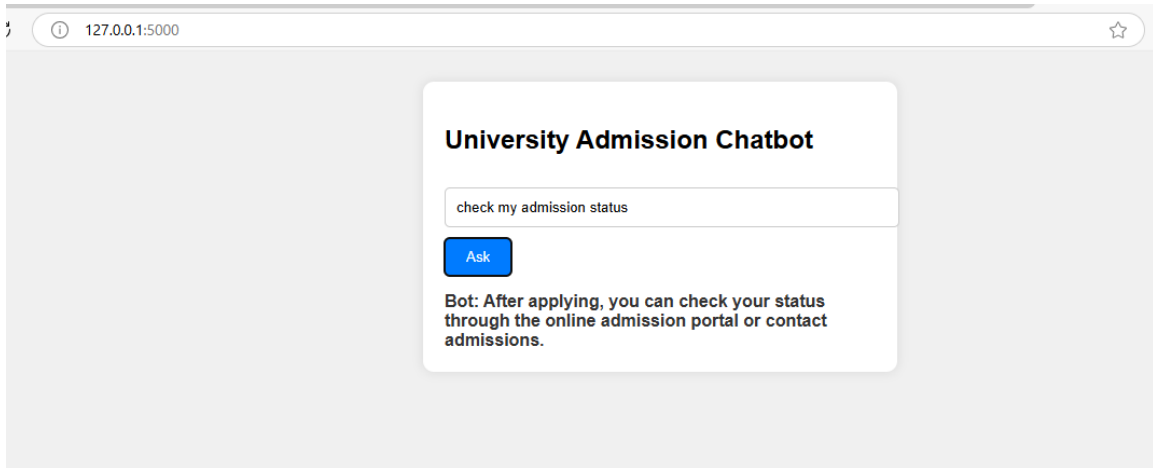 127.0.0.1:5000
University Admission Chatbot
check my admission status
Ask
Bot: After applying, you can check your status
through the online admission portal or contact
admissions.